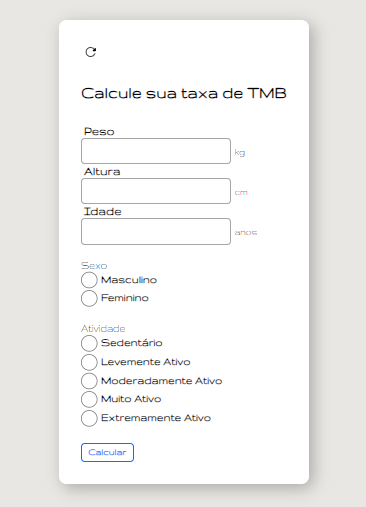 Calcule sua taxa de TMB
Peso
kg
Altura
cm
Idade
anos
Sexo
Masculino
Feminino
Atividade
Sedentário
Levemente Ativo
Moderadamente Ativo
Muito Ativo
Extremamente Ativo
Calcular